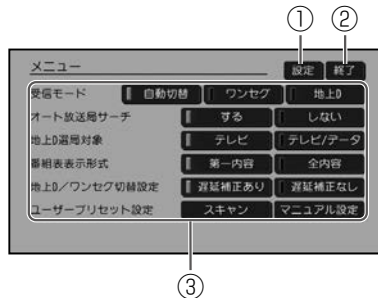 ① ②
メニュー 設定 終了
受信モード 自動切替 ワンセグ 地上D
オート放送局サーチ する しない
地上D選局対象 テレビ テレビ/データ
番組表表示形式 第一内容 全内容
地上D/ワンセグ切替設定 遅延補正あり 遅延補正なし
ユーザープリセット設定 スキャン マニュアル設定
③